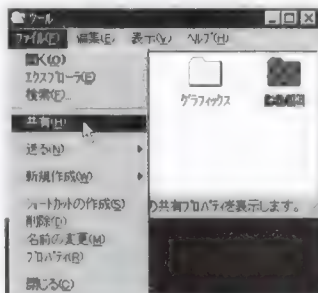 ツール
ファイル(F) 編集(E) 表示(V) ヘルプ(H)
開く(O)
エクスプローラ(E)
検索(F)...
共有(H)
送る(N)
新規作成(W)
ショートカットの作成(S)
削除(D)
名前の変更(M)
プロパティ(R)
閉じる(C)
グラフィックス
の共有プロパティを表示します。